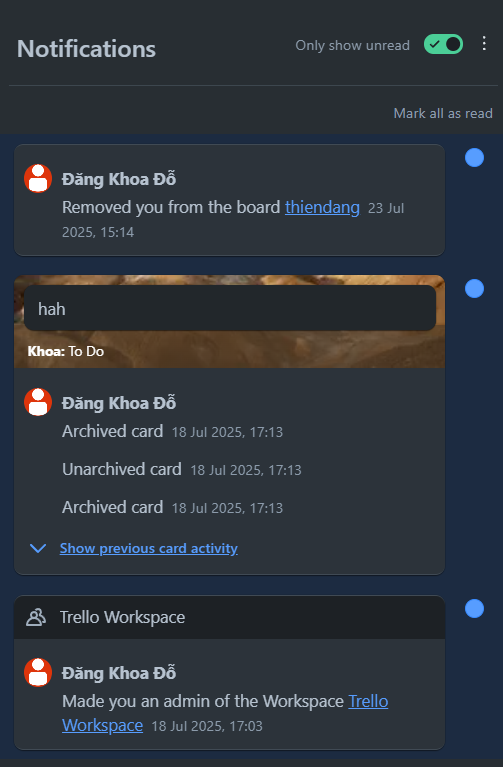 Notifications
Only show unread
Mark all as read
Đăng Khoa Đỗ
Removed you from the board thiendang 23 Jul
2025, 15:14
hah
Khoa: To Do
Đăng Khoa Đỗ
Archived card 18 Jul 2025, 17:13
Unarchived card 18 Jul 2025, 17:13
Archived card 18 Jul 2025, 17:13
Show previous card activity
Trello Workspace
Đăng Khoa Đỗ
Made you an admin of the Workspace Trello
Workspace 18 Jul 2025, 17:03